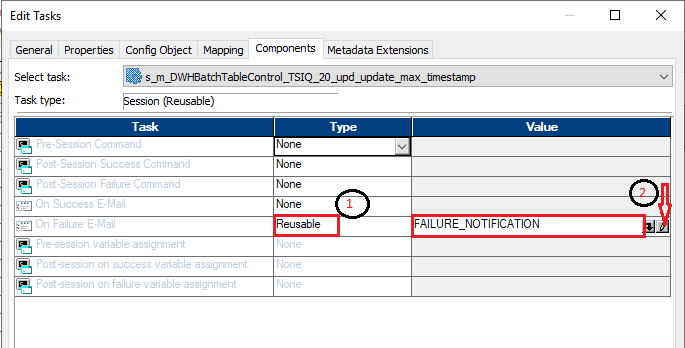 Edit Tasks
General Properties Config Object Mapping Components Metadata Extensions
Select task: s_m_DWHBatchTableControl_TSIQ_20_upd_update_max_timestamp
Task type: Session (Reusable)
Task Type Value
Pre-Session Command None
Post-Session Success Command None
Post-Session Failure Command None
On Success E-Mail None 1 2
On Failure E-Mail Reusable FAILURE_NOTIFICATION
Pre-session variable assignment None
Post-session on success variable assignment None
Post-session on failure variable assignment None